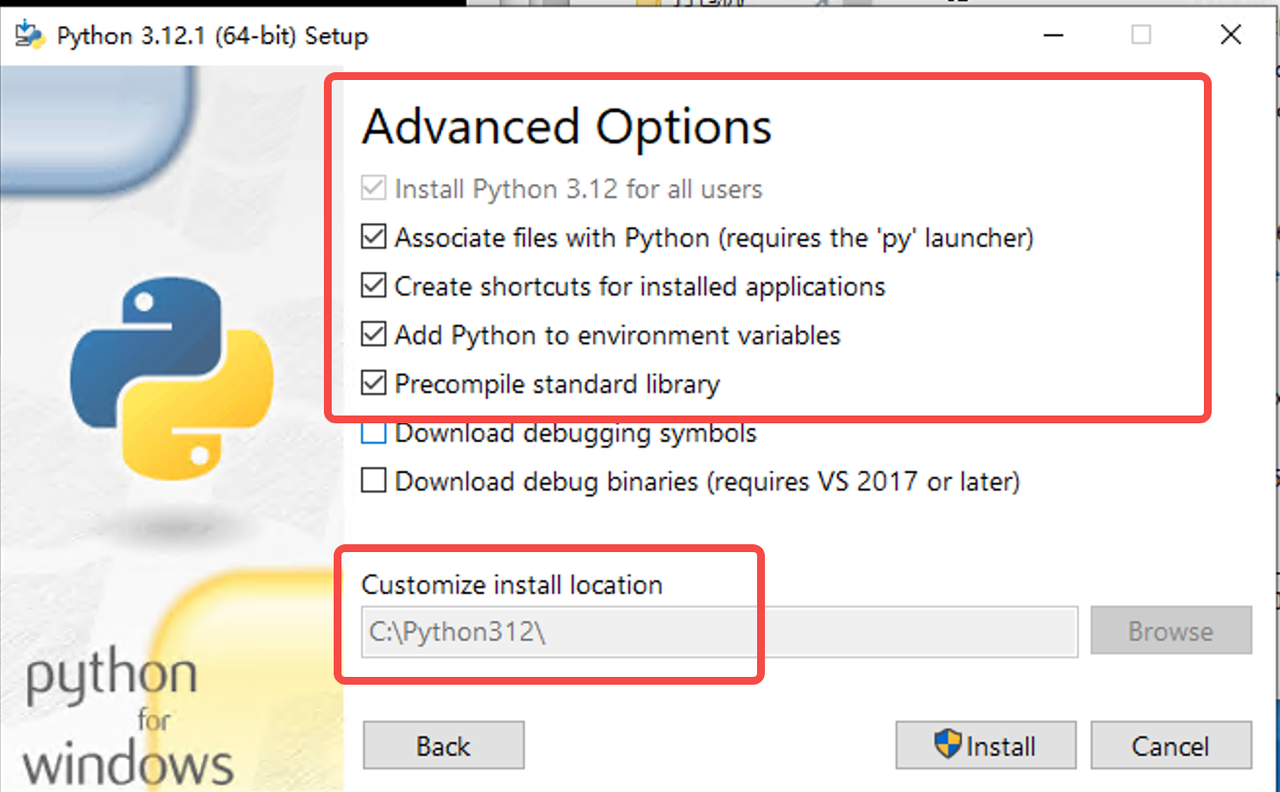 Python 3.12.1 (64-bit) Setup
Advanced Options
Install Python 3.12 for all users
Associate files with Python (requires the 'py' launcher)
Create shortcuts for installed applications
Add Python to environment variables
Precompile standard library
Download debugging symbols
Download debug binaries (requires VS 2017 or later)
Customize install location
C:\Python312\
Browse
python
for
windows
Back
Install
Cancel